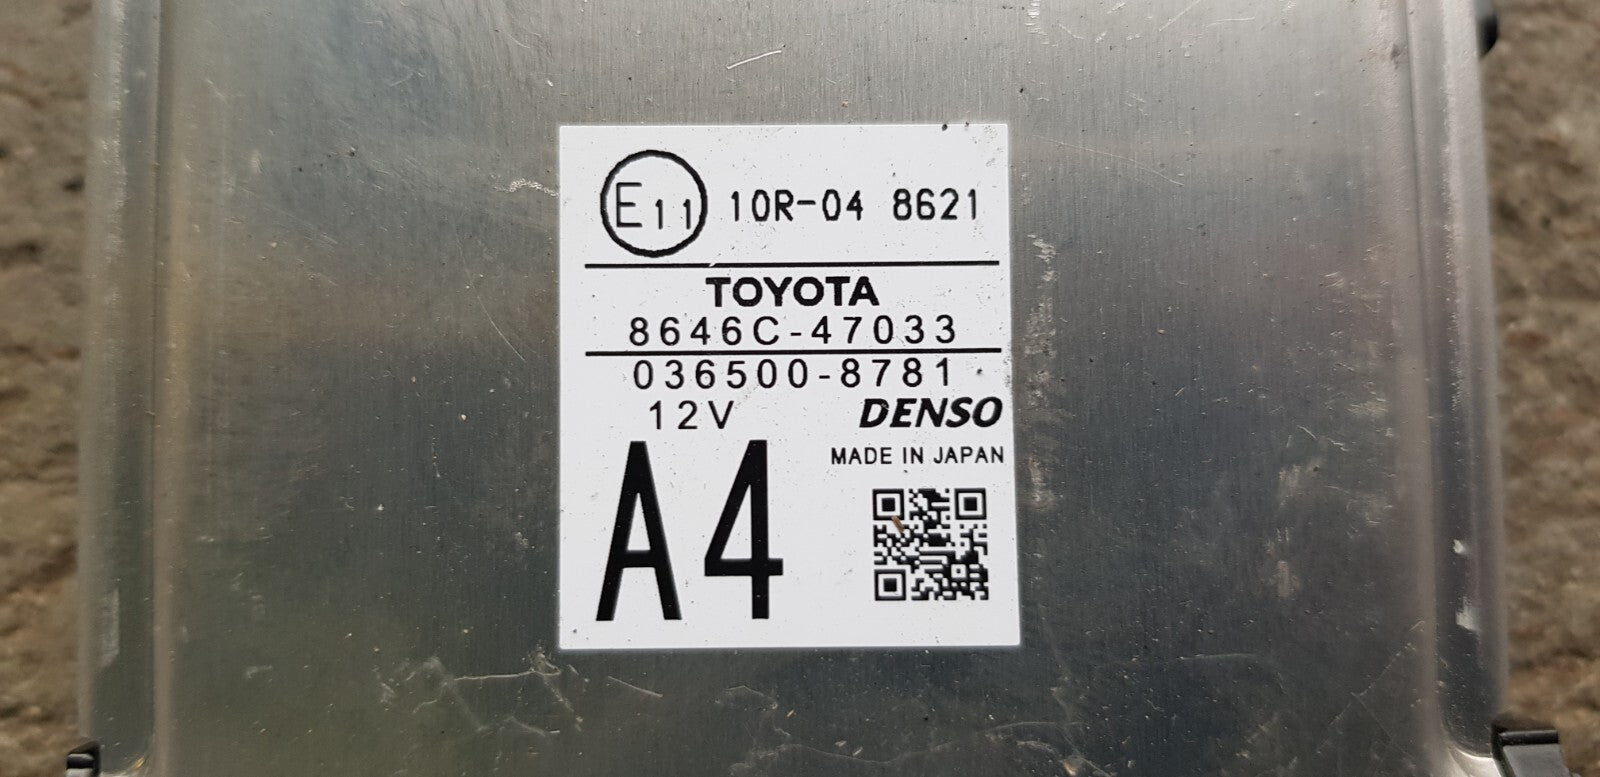 E11 10R-04 8621
TOYOTA
8646C-47033
036500-8781
12V DENSO
MADE IN JAPAN
A4